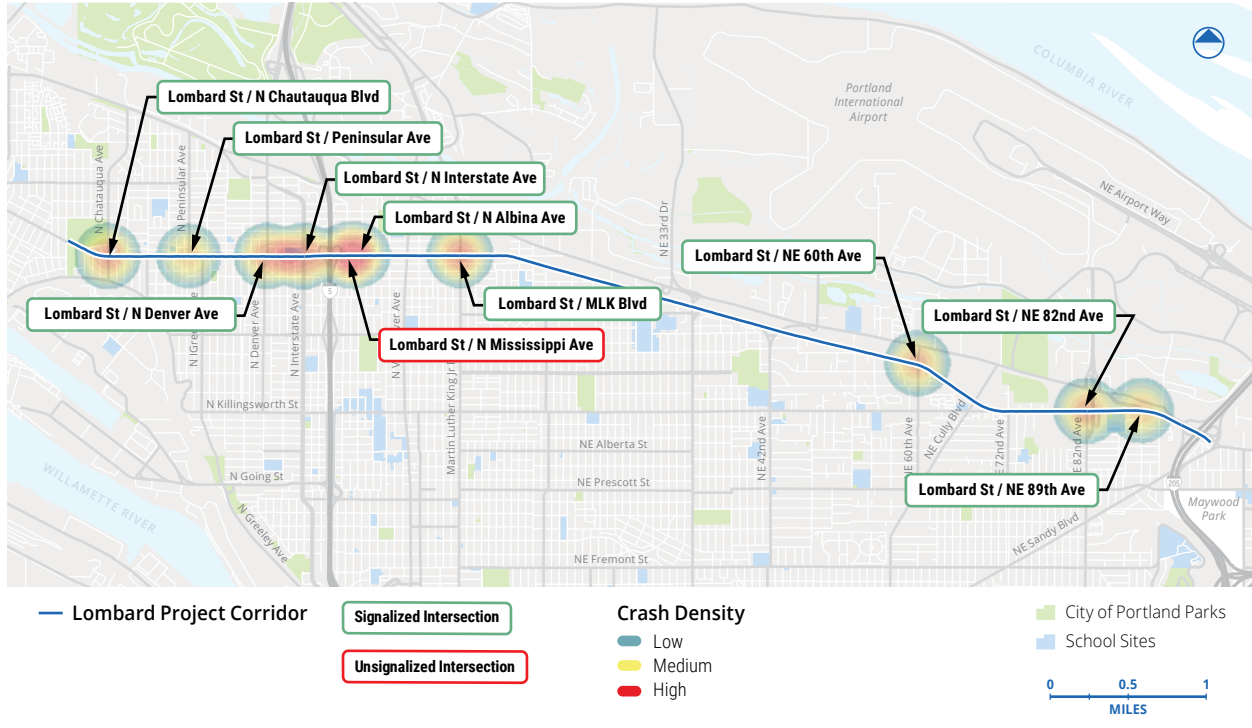 COLUMBIA RIVER
Portland
International
Airport
Lombard St / N Chautauqua Blvd
Lombard St / Peninsular Ave
N Chautauqua Ave
N Peninsular Ave
Lombard St / N Interstate Ave
NE Airport Way
Lombard St / N Albina Ave
NE 33rd Dr
Lombard St / NE 60th Ave
Lombard St / N Denver Ave
5
Lombard St / MLK Blvd
Lombard St / NE 82nd Ave
Lombard St / N Mississippi Ave
N Denver Ave
N Interstate Ave
Martin Luther King Jr
N Killingsworth St
NE Alberta St
NE 42nd Ave
NE 60th Ave
NE Cully Blvd
NE 72nd Ave
NE 82nd Ave
WILLAMETTE RIVER
N Going St
NE Prescott St
Lombard St / NE 89th Ave
205
Maywood
Park
N Greeley Ave
NE Sandy Blvd
NE Fremont St
Lombard Project Corridor
Signalized Intersection
Unsignalized Intersection
Crash Density
Low
Medium
High
City of Portland Parks
School Sites
0 0.5 1
MILES